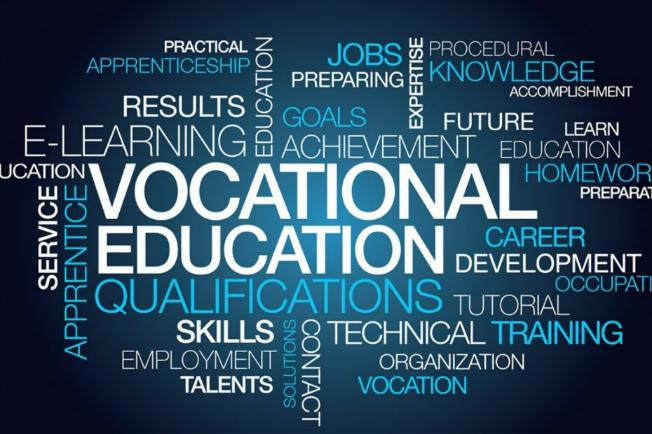 PRACTICAL
APPRENTICESHIP
EDUCATION
JOBS
PREPARING
EXPERTISE
PROCEDURAL
KNOWLEDGE
ACCOMPLISHMENT
RESULTS
GOALS
FUTURE
LEARN
E-LEARNING
ACHIEVEMENT
EDUCATION
UCATION
HOMEWOR
PREPARAT
SERVICE
APPRENTICE
VOCATIONAL
EDUCATION
CAREER
DEVELOPMENT
OCCUPATI
QUALIFICATIONS
TUTORIAL
SKILLS
SOLUTIONS
CONTACT
TECHNICAL
TRAINING
EMPLOYMENT
ORGANIZATION
TALENTS
VOCATION